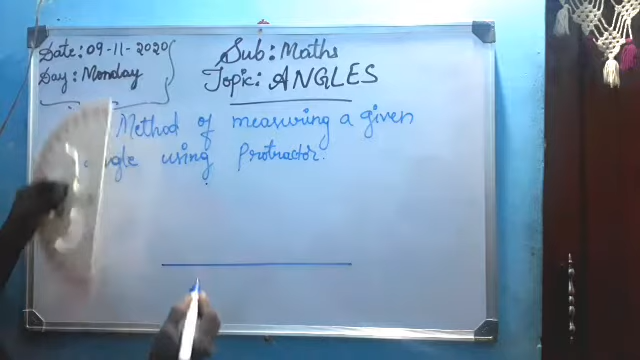 Date: 09-11-2020
Day: Monday
Sub: Maths
Topic: ANGLES
Method of measuring a given
using Protractor.